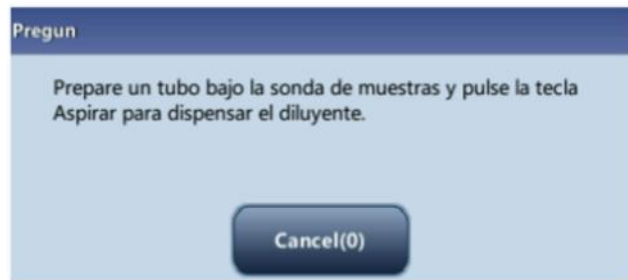 Pregun
Prepare un tubo bajo la sonda de muestras y pulse la tecla
Aspirar para dispensar el diluyente.
Cancel(0)